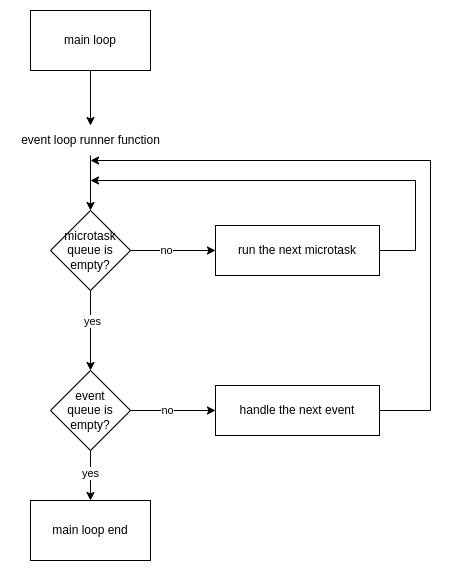 main loop
event loop runner function
microtask
queue is
empty?
no
run the next microtask
yes
event
queue is
empty?
no
handle the next event
yes
main loop end